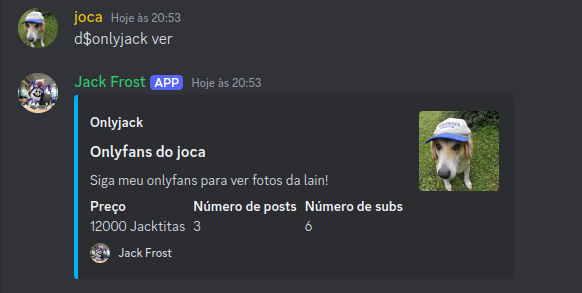 joca Hoje às 20:53
d$onlyjack ver
Jack Frost APP Hoje às 20:53
Onlyjack
Onlyfans do joca
Siga meu onlyfans para ver fotos da lain!
Preço Número de posts Número de subs
12000 Jacktitas 3 6
Jack Frost